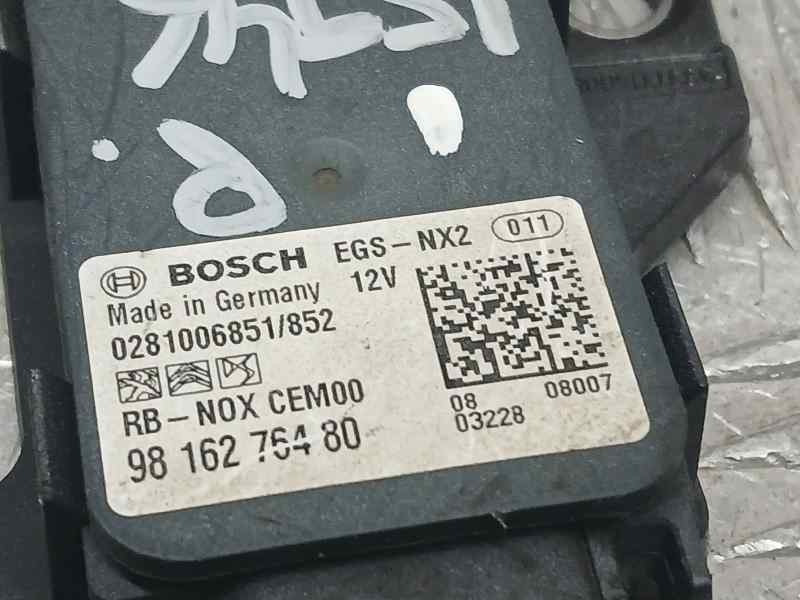 BOSCH EGS-NX2 011
Made in Germany 12V
0281006851/852
RB-NOX CEM00
98 162 764 80
08 08007
03228